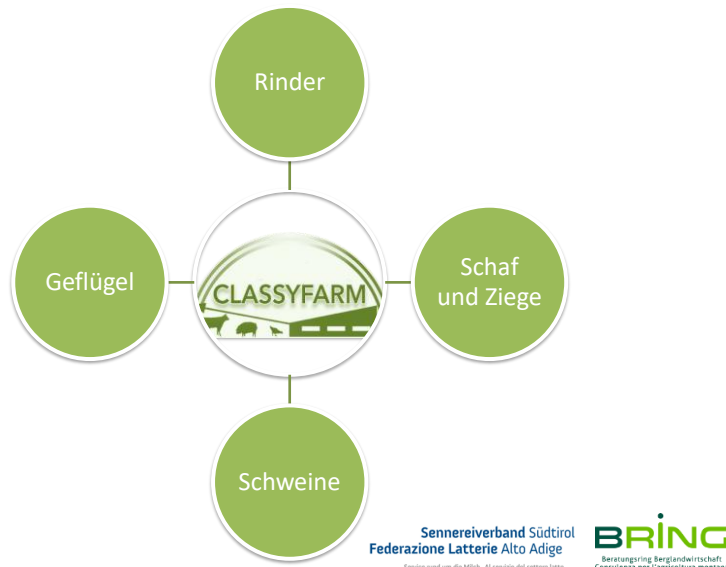 Rinder
Geflügel
CLASSYFARM
Schaf
und Ziege
Schweine
Sennereiverband Südtirol
Federazione Latterie Alto Adige
BRING
Beratungsring Berglandwirtschaft